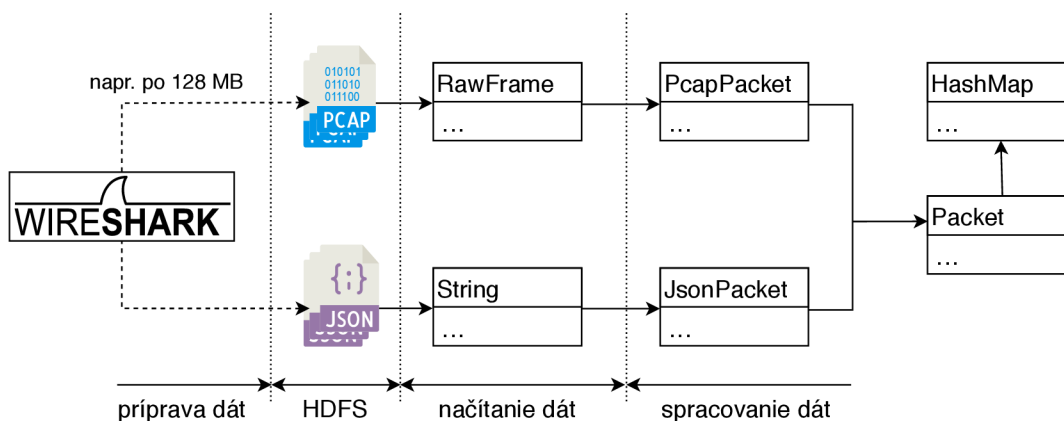 napr. po 128 MB
010101
011010
011100
PCAP
RawFrame
...
PcapPacket
...
HashMap
...
WIRESHARK
Packet
...
{:}
JSON
String
...
JsonPacket
...
príprava dát
HDFS
načítanie dát
spracovanie dát